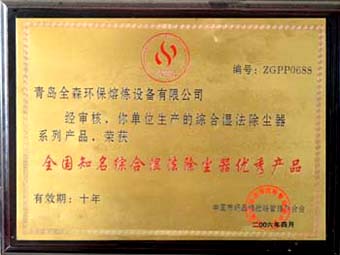 编号：ZGPP0688
青岛全森环保熔炼设备有限公司
经审核，你单位生产的综合湿法除尘器
系列产品，荣获
全国知名综合湿法除尘器优秀产品
有效期：十年
二00六年四月